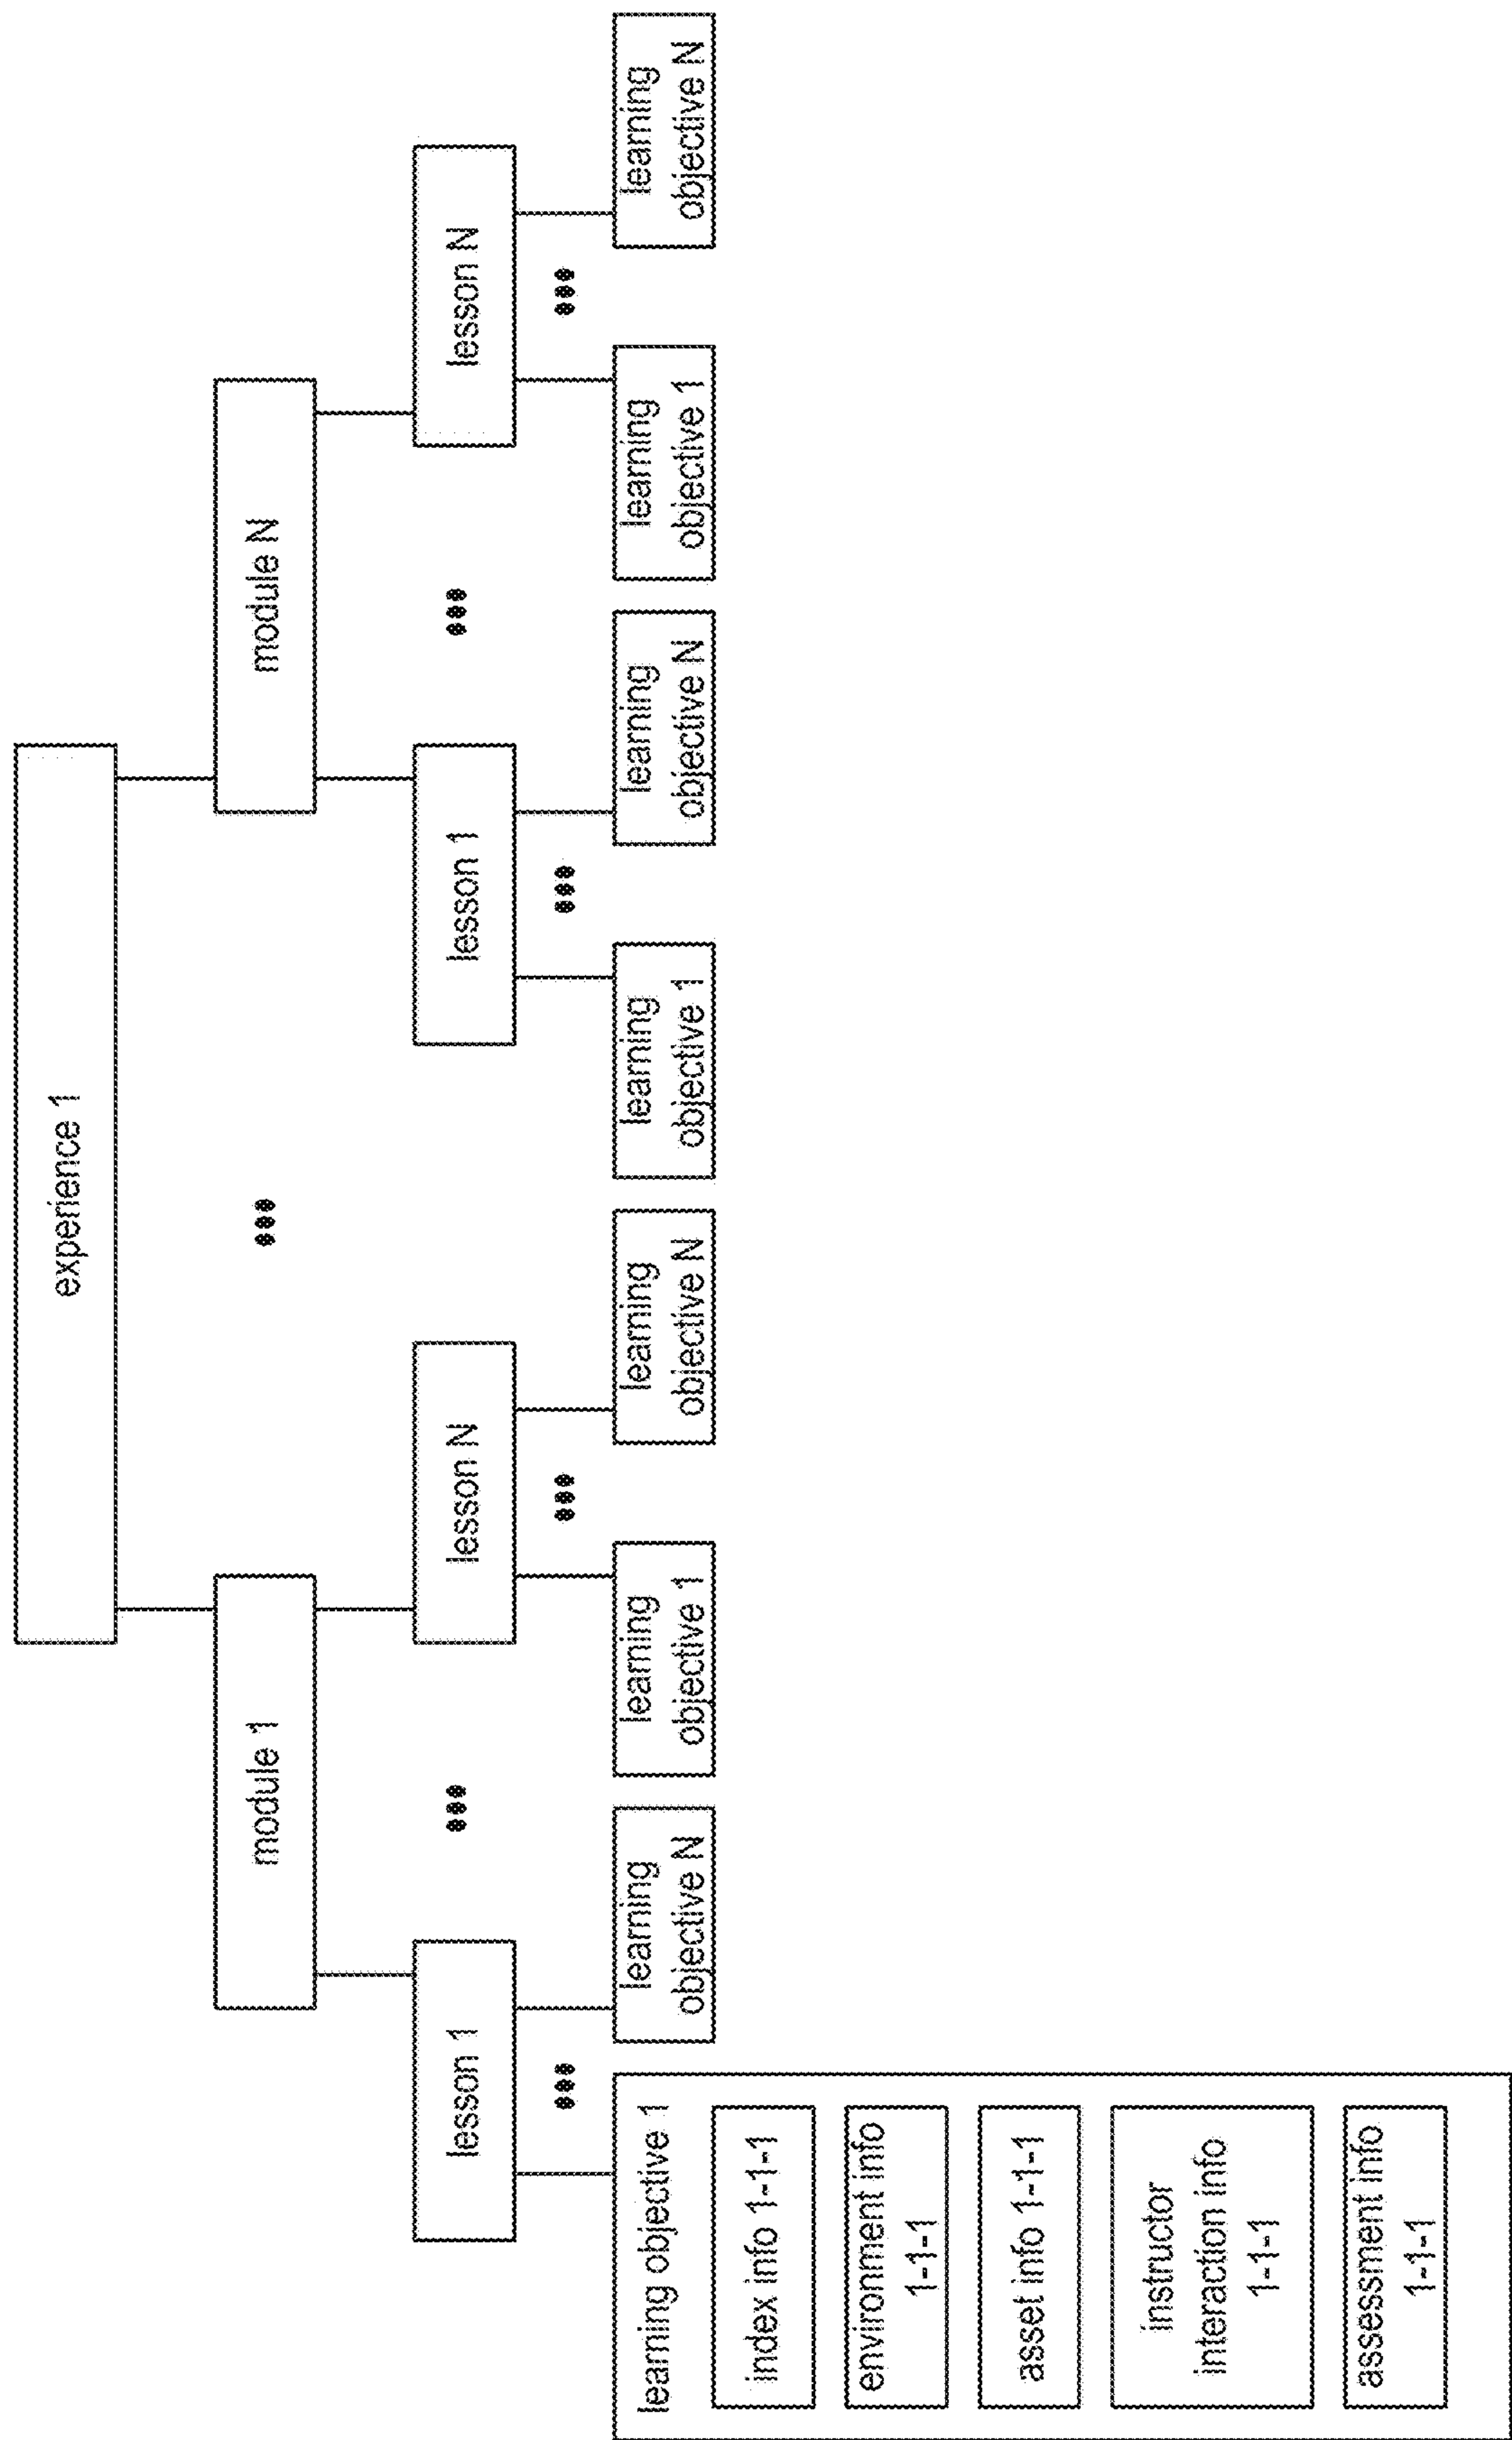 experience 1
module 1
module N
lesson 1
lesson N
lesson 1
lesson N
learning objective 1
index info 1-1-1
environment info
1-1-1
asset info 1-1-1
instructor
interaction info
1-1-1
assessment info
1-1-1
learning
objective N
learning
objective 1
learning
objective N
learning
objective 1
learning
objective N
learning
objective 1
learning
objective N